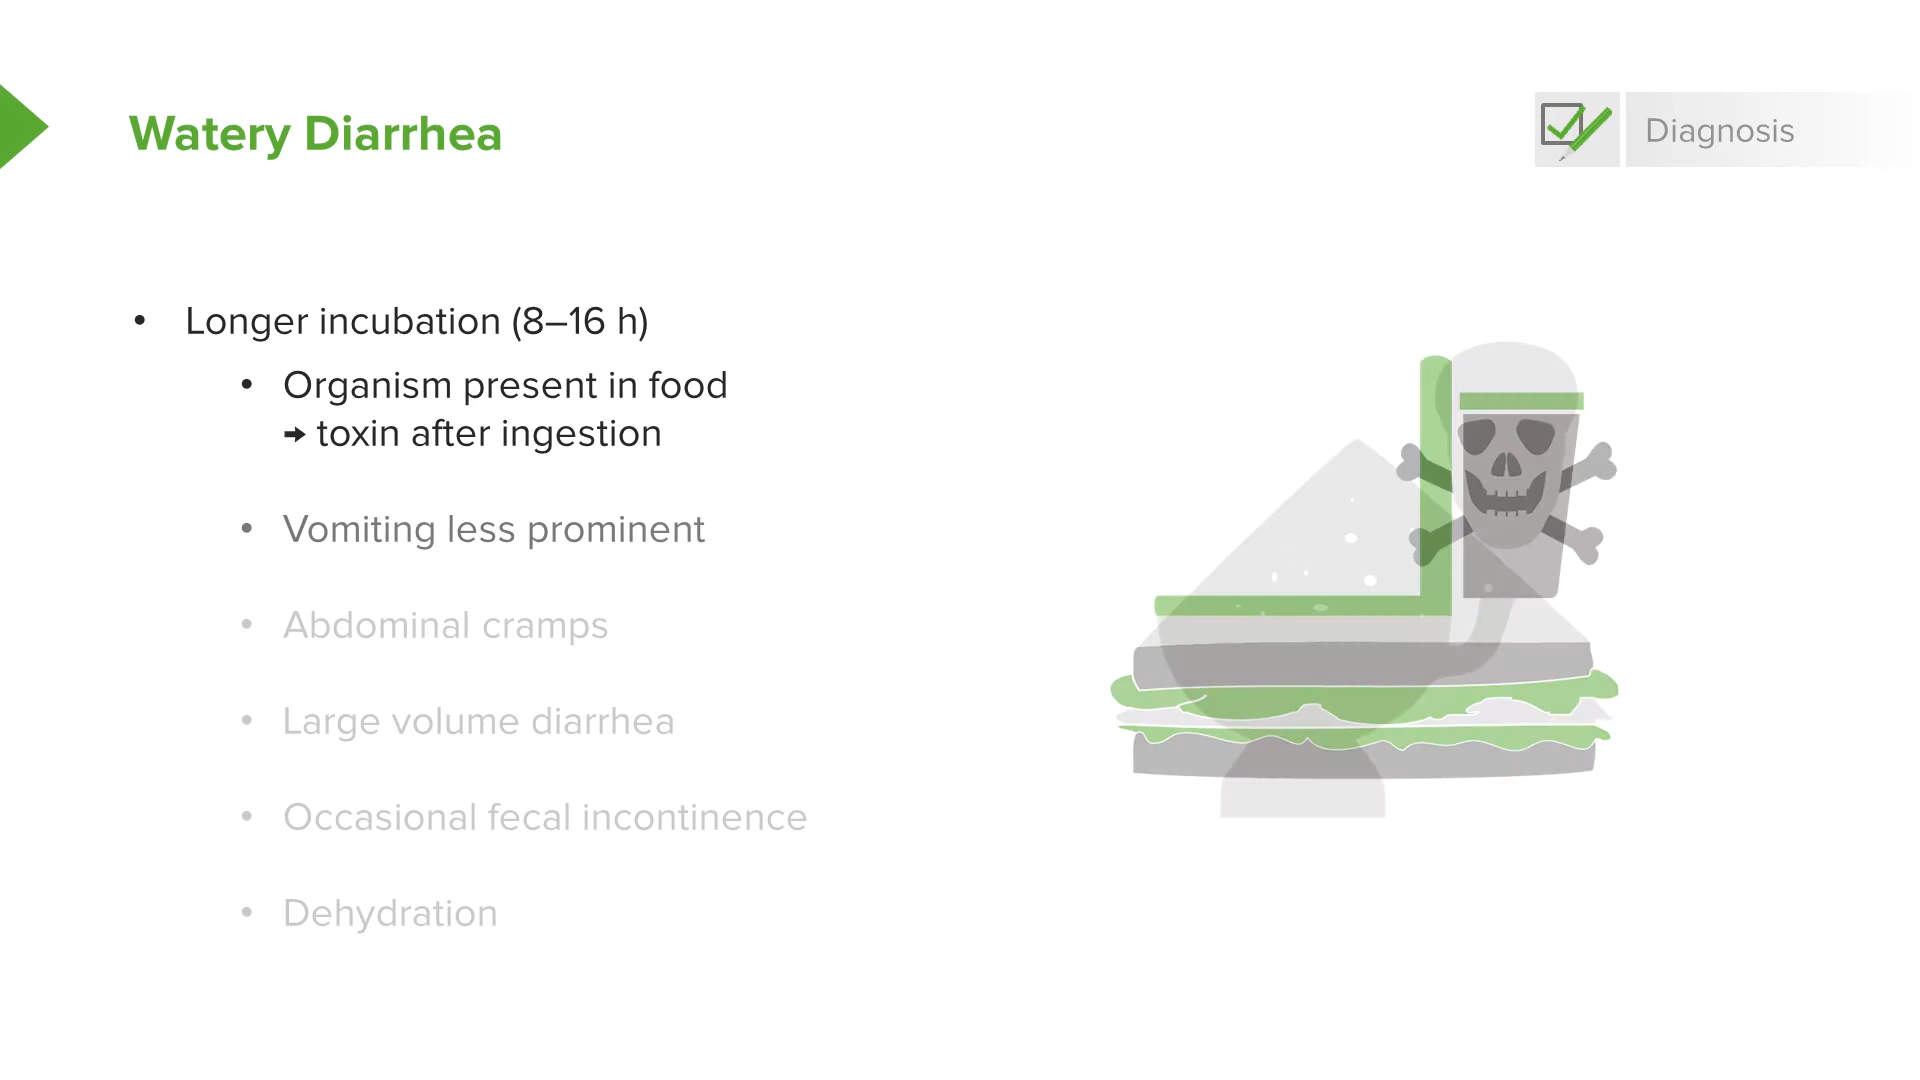 Watery Diarrhea
Diagnosis
• Longer incubation (8–16 h)
• Organism present in food
➞ toxin after ingestion
• Vomiting less prominent
• Abdominal cramps
• Large volume diarrhea
• Occasional fecal incontinence
• Dehydration